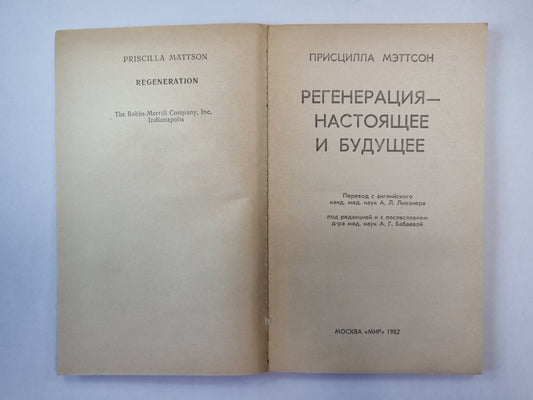 PRISCILLA MATTSON
REGENERATION
The Bobbs-Merrill Company, Inc.
Indianapolis
ПРИСЦИЛЛА МЭТТСОН
РЕГЕНЕРАЦИЯ—
НАСТОЯЩЕЕ
И БУДУЩЕЕ
Перевод с английского
канд. мед. наук А. Л. Лиознера
под редакцией и с послесловием
д-ра мед. наук А. Г. Бабаевой
МОСКВА «МИР» 1982